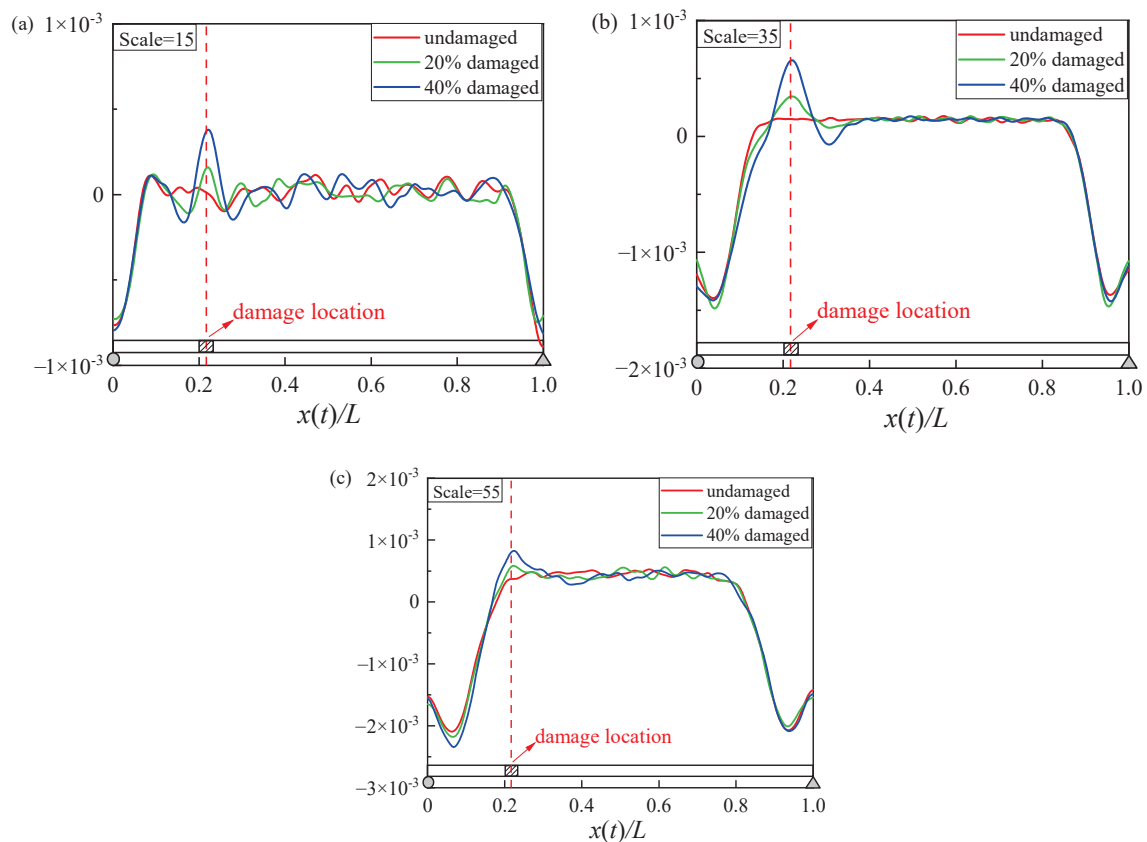 (a)
1×10⁻³
0
−1×10⁻³
Scale=15
undamaged
20% damaged
40% damaged
damage location
0 0.2 0.4 0.6 0.8 1.0
x(t)/L
(b)
1×10⁻³
0
−1×10⁻³
−2×10⁻³
Scale=35
undamaged
20% damaged
40% damaged
damage location
0 0.2 0.4 0.6 0.8 1.0
x(t)/L
(c)
2×10⁻³
1×10⁻³
0
−1×10⁻³
−2×10⁻³
−3×10⁻³
Scale=55
undamaged
20% damaged
40% damaged
damage location
0 0.2 0.4 0.6 0.8 1.0
x(t)/L